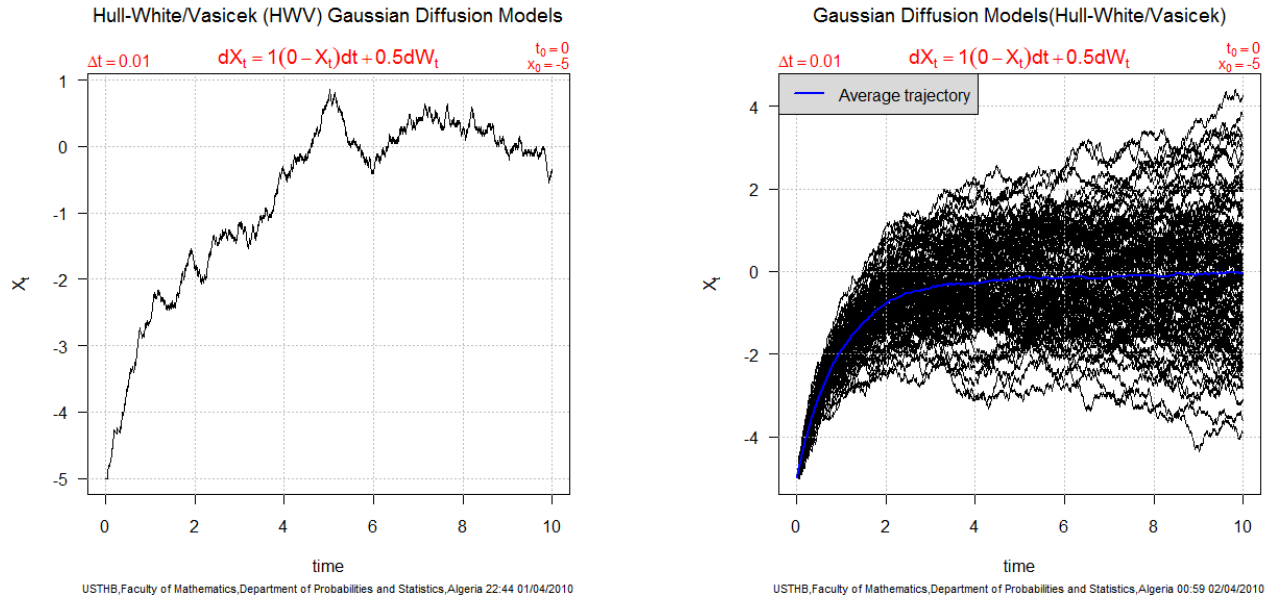 Hull-White/Vasicek (HWV) Gaussian Diffusion Models
Δt = 0.01
dXₜ = 1(0 − Xₜ)dt + 0.5dWₜ
t₀ = 0
x₀ = -5
1
0
-1
-2
-3
-4
-5
Xₜ
0 2 4 6 8 10
time
USTHB,Faculty of Mathematics,Department of Probabilities and Statistics,Algeria 22:44 01/04/2010
Gaussian Diffusion Models(Hull-White/Vasicek)
Δt = 0.01
dXₜ = 1(0 − Xₜ)dt + 0.5dWₜ
t₀ = 0
x₀ = -5
Average trajectory
4
2
0
-2
-4
Xₜ
0 2 4 6 8 10
time
USTHB,Faculty of Mathematics,Department of Probabilities and Statistics,Algeria 00:59 02/04/2010